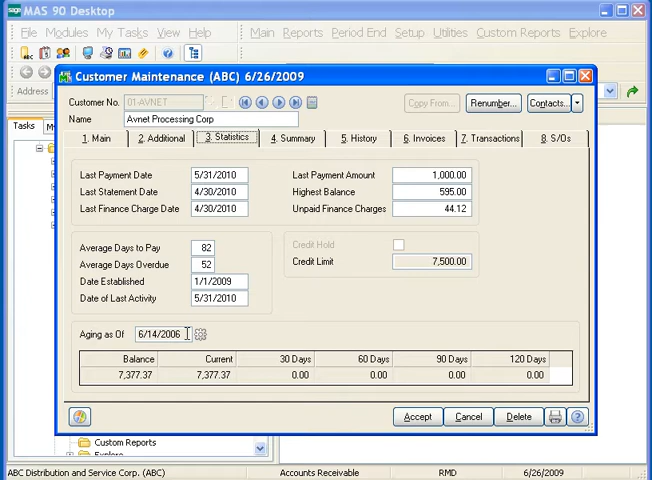 sage MAS 90 Desktop
File Modules My Tasks View Help Main Reports Period End Setup Utilities Custom Reports Explore
Address
Tasks
Customer Maintenance (ABC) 6/26/2009
Customer No. 01-AVNET Copy From... Renumber... Contacts...
Name Avnet Processing Corp
1. Main 2. Additional 3. Statistics 4. Summary 5. History 6. Invoices 7. Transactions 8. S/Os
Last Payment Date 5/31/2010 Last Payment Amount 1,000.00
Last Statement Date 4/30/2010 Highest Balance 595.00
Last Finance Charge Date 4/30/2010 Unpaid Finance Charges 44.12
Average Days to Pay 82 Credit Hold
Average Days Overdue 52 Credit Limit 7,500.00
Date Established 1/1/2009
Date of Last Activity 5/31/2010
Aging as Of 6/14/2006
Balance Current 30 Days 60 Days 90 Days 120 Days
7,377.37 7,377.37 0.00 0.00 0.00 0.00
Accept Cancel Delete
Custom Reports
Explore
ABC Distribution and Service Corp. (ABC) Accounts Receivable RMD 6/26/2009